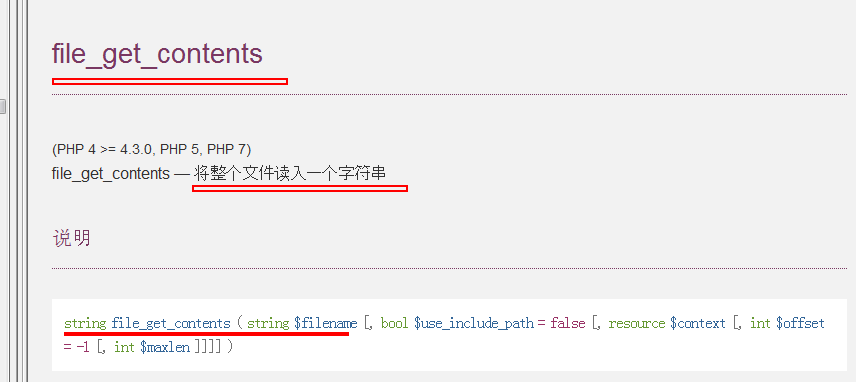 file_get_contents
(PHP 4 >= 4.3.0, PHP 5, PHP 7)
file_get_contents — 将整个文件读入一个字符串
说明
string file_get_contents ( string $filename [, bool $use_include_path = false [, resource $context [, int $offset
= -1 [, int $maxlen ]]]] )